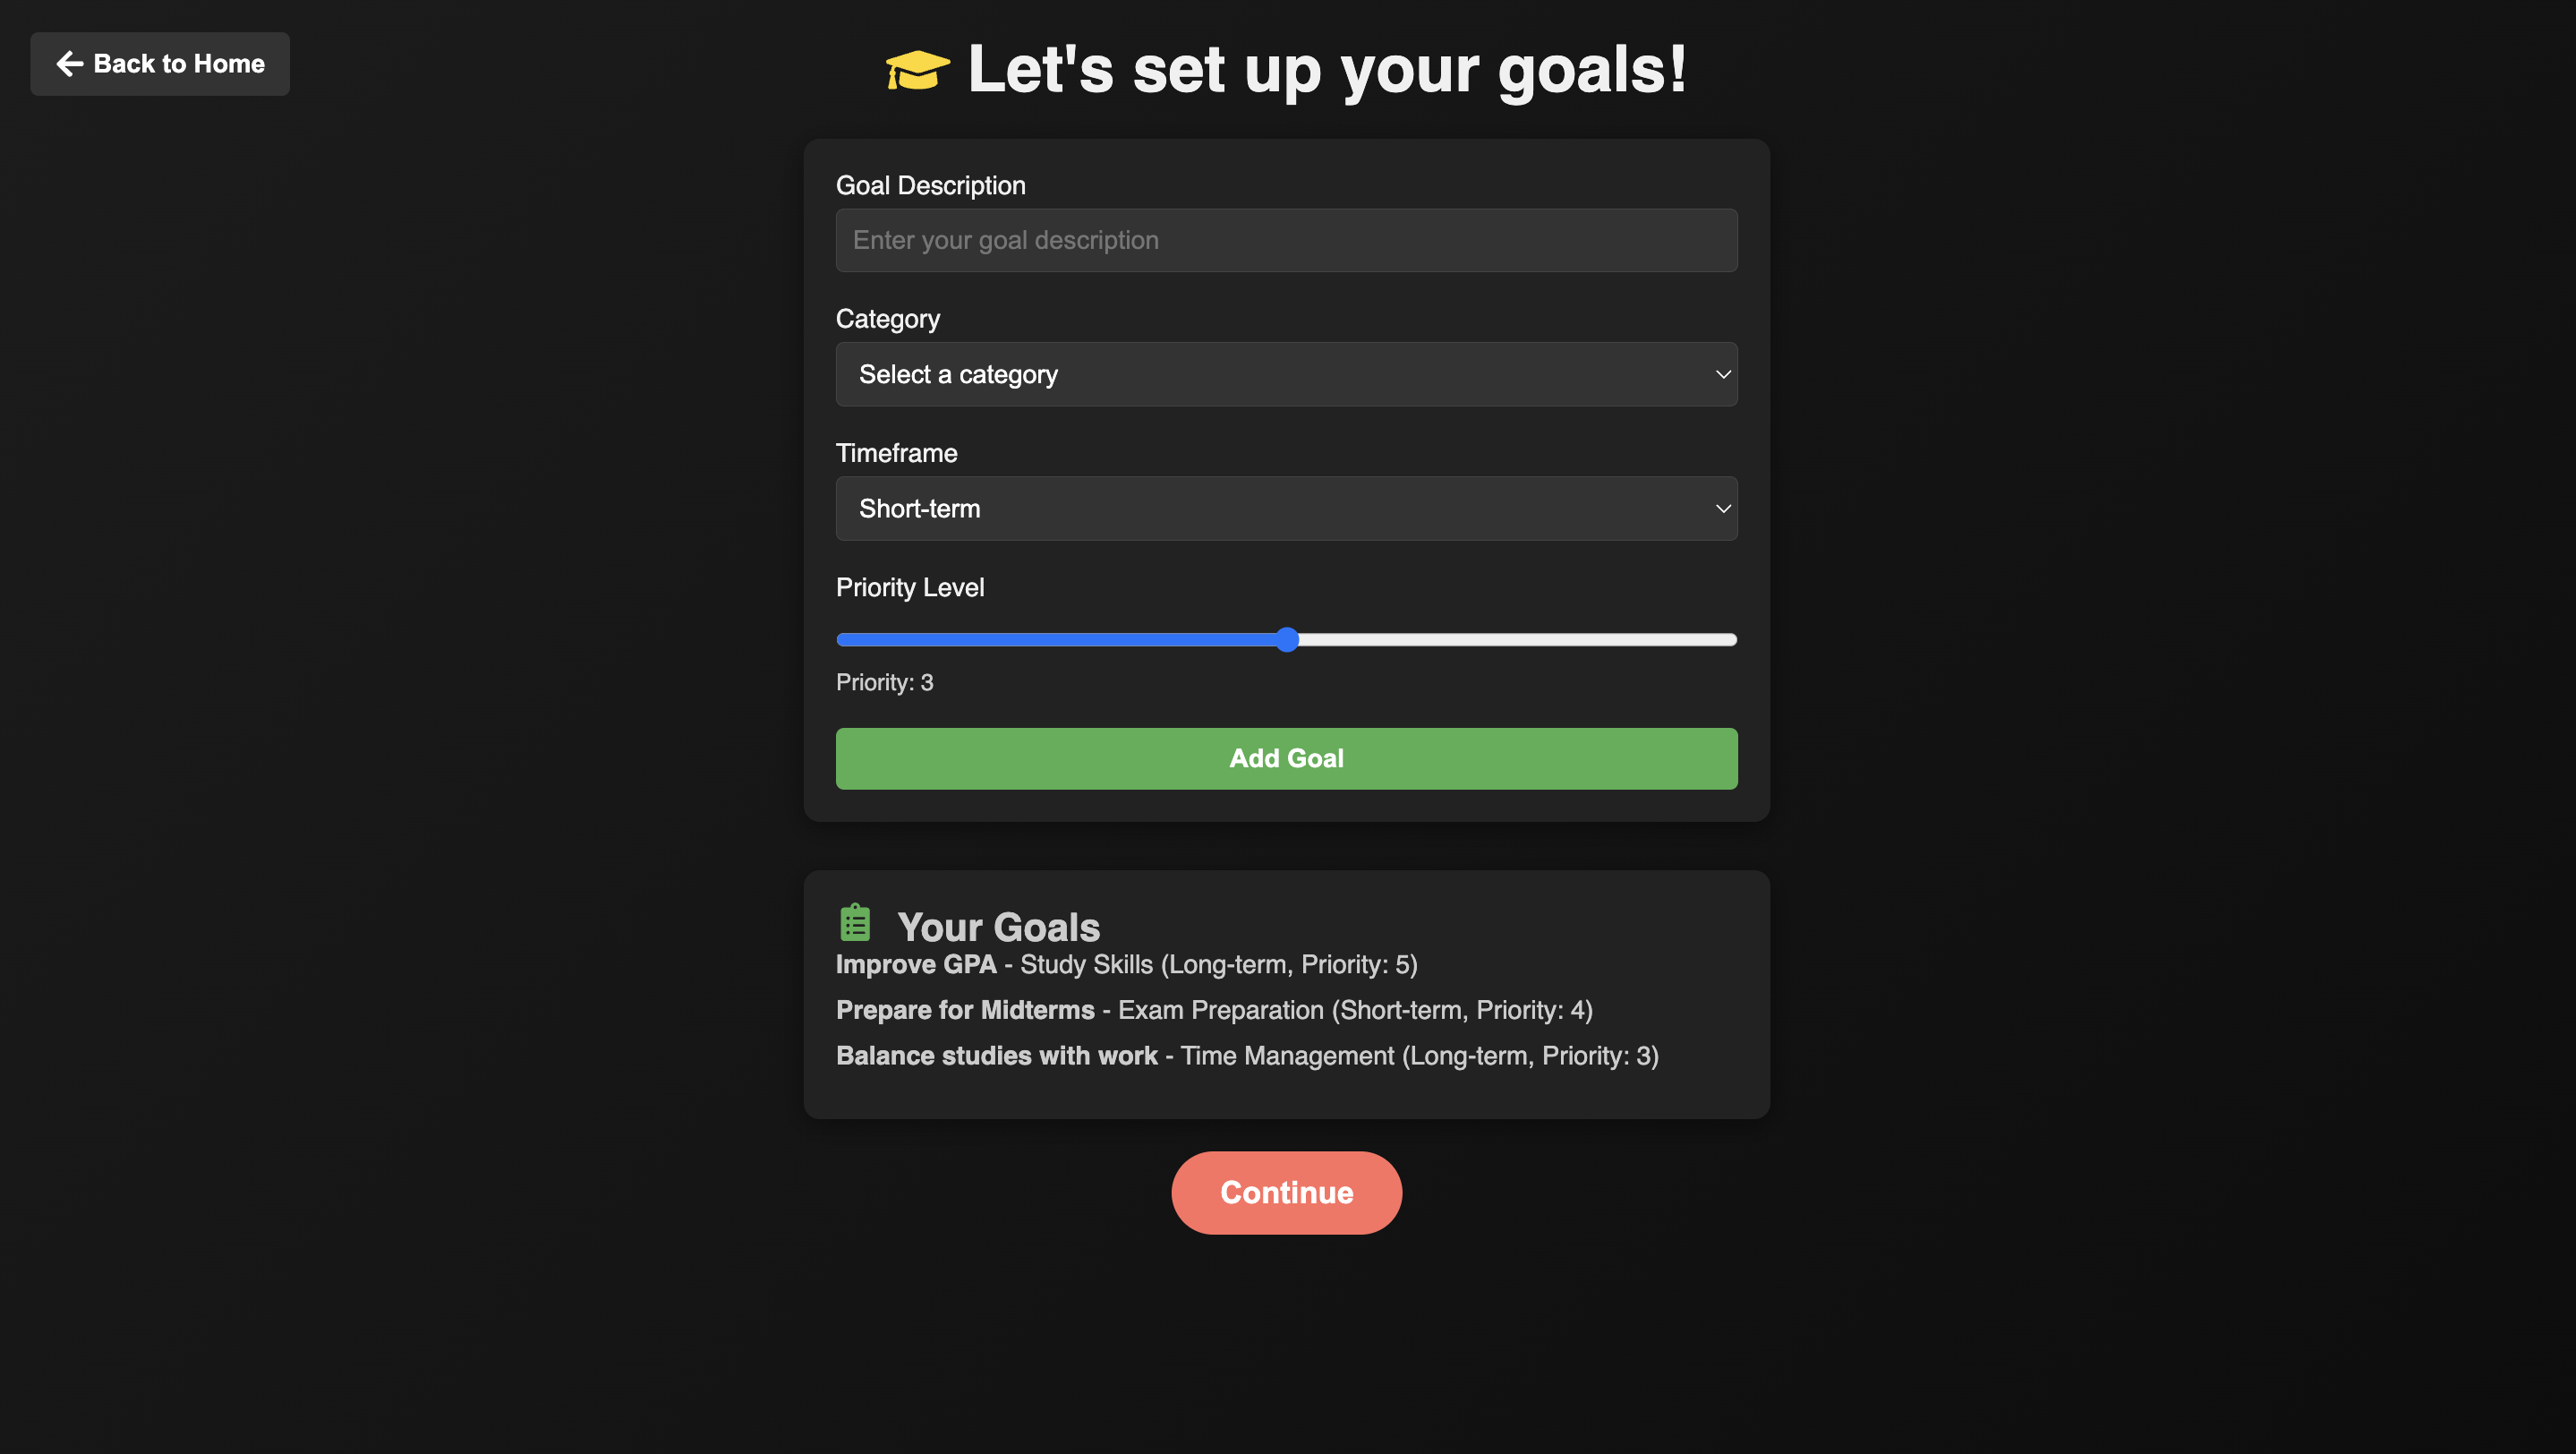 Back to Home
Let's set up your goals!
Goal Description
Enter your goal description
Category
Select a category
Timeframe
Short-term
Priority Level
Priority: 3
Add Goal
Your Goals
Improve GPA - Study Skills (Long-term, Priority: 5)
Prepare for Midterms - Exam Preparation (Short-term, Priority: 4)
Balance studies with work - Time Management (Long-term, Priority: 3)
Continue